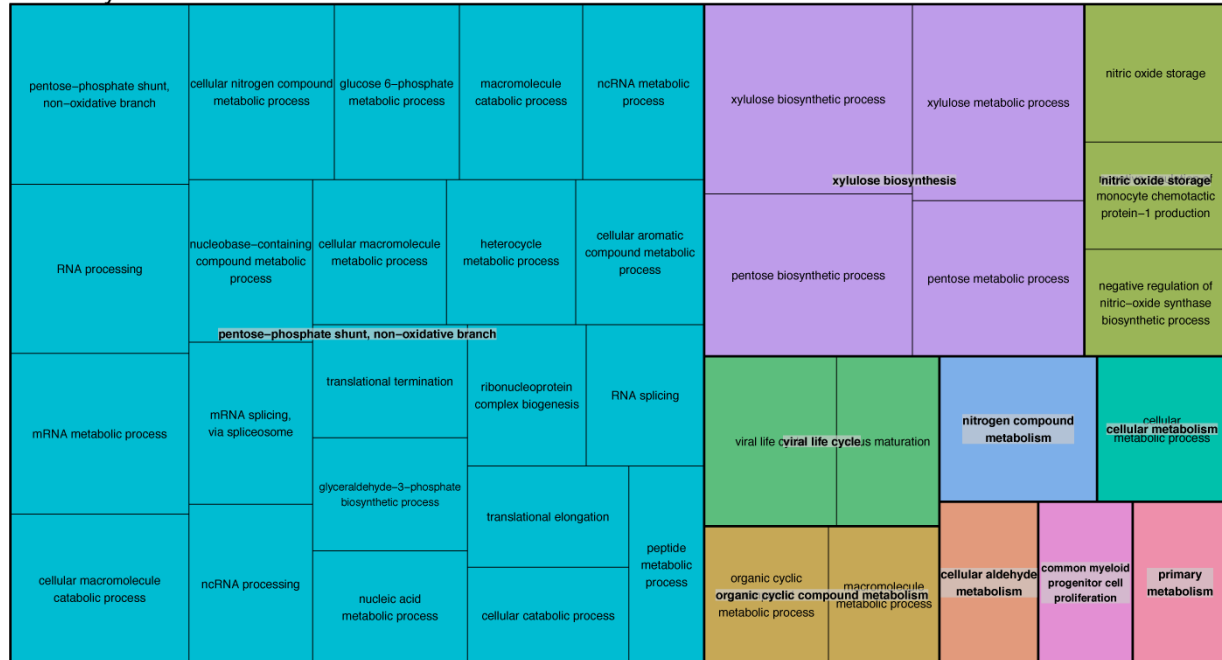 pentose–phosphate shunt,
non–oxidative branch
cellular nitrogen compound
metabolic process
glucose 6–phosphate
metabolic process
macromolecule
catabolic process
ncRNA metabolic
process
RNA processing
nucleobase–containing
compound metabolic
process
cellular macromolecule
metabolic process
heterocycle
metabolic process
cellular aromatic
compound metabolic
process
pentose–phosphate shunt, non–oxidative branch
mRNA metabolic process
mRNA splicing,
via spliceosome
translational termination
ribonucleoprotein
complex biogenesis
RNA splicing
glyceraldehyde–3–phosphate
biosynthetic process
translational elongation
peptide
metabolic
process
cellular macromolecule
catabolic process
ncRNA processing
nucleic acid
metabolic process
cellular catabolic process
xylulose biosynthetic process
xylulose metabolic process
xylulose biosynthesis
pentose biosynthetic process
pentose metabolic process
nitric oxide storage
nitric oxide storage
monocyte chemotactic
protein–1 production
negative regulation of
nitric–oxide synthase
biosynthetic process
viral life
viral life cycle
maturation
nitrogen compound
metabolism
cellular
cellular metabolism
metabolic process
organic cyclic
organic cyclic compound metabolism
metabolic process
macromolecule
metabolic process
cellular aldehyde
metabolism
common myeloid
progenitor cell
proliferation
primary
metabolism